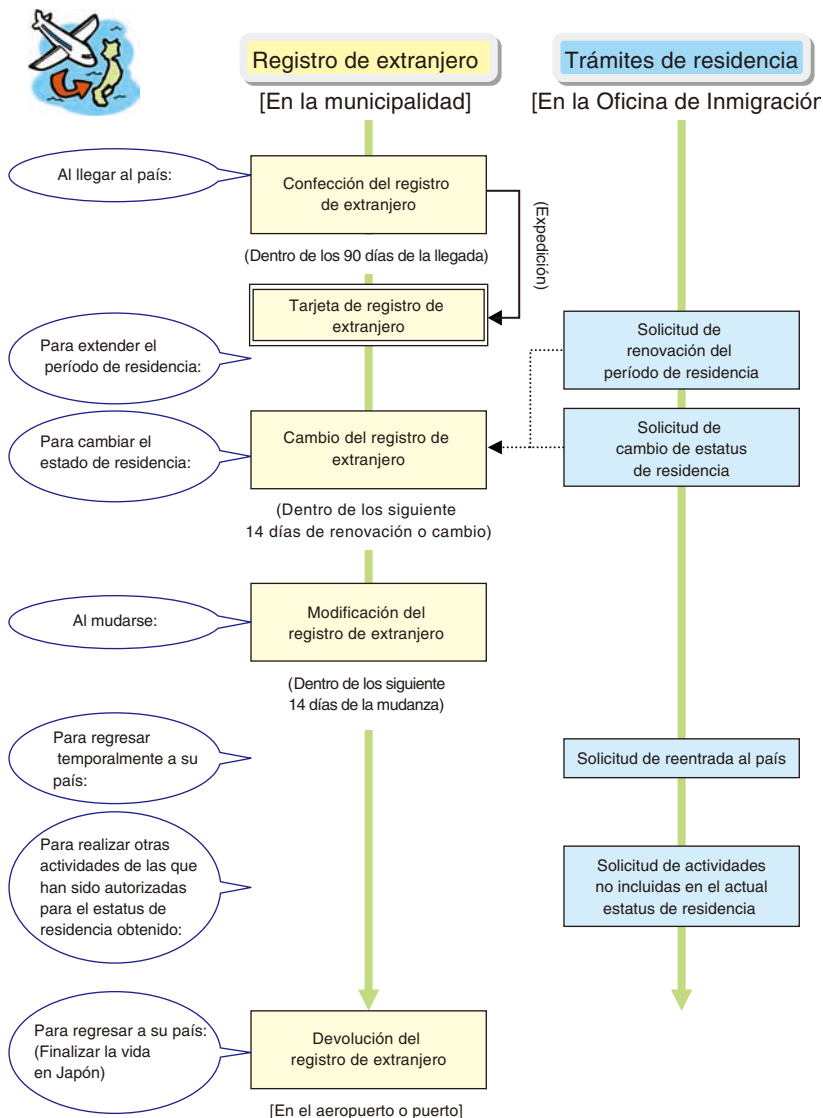 Registro de extranjero
[En la municipalidad]
Trámites de residencia
[En la Oficina de Inmigración
Al llegar al país:
Confección del registro
de extranjero
(Expedición)
(Dentro de los 90 días de la llegada)
Tarjeta de registro de
extranjero
Para extender el
período de residencia:
Solicitud de
renovación del
período de residencia
Para cambiar el
estado de residencia:
Cambio del registro de
extranjero
Solicitud de
cambio de estatus
de residencia
(Dentro de los siguiente
14 días de renovación o cambio)
Al mudarse:
Modificación del
registro de extranjero
(Dentro de los siguiente
14 días de la mudanza)
Para regresar
temporalmente a su
país:
Solicitud de reentrada al país
Para realizar otras
actividades de las que
han sido autorizadas
para el estatus de
residencia obtenido:
Solicitud de actividades
no incluidas en el actual
estatus de residencia
Para regresar a su país:
(Finalizar la vida
en Japón)
Devolución del
registro de extranjero
[En el aeropuerto o puerto]